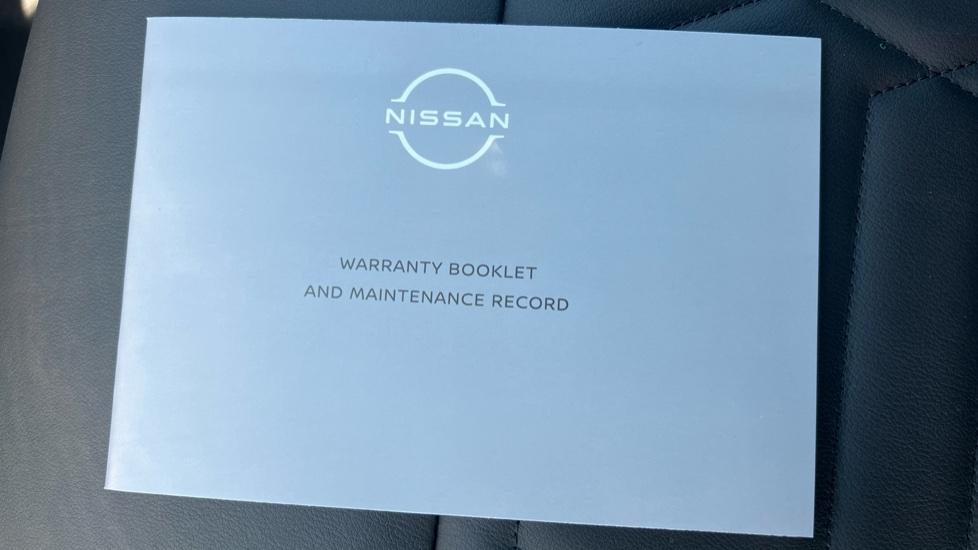 NISSAN
WARRANTY BOOKLET
AND MAINTENANCE RECORD